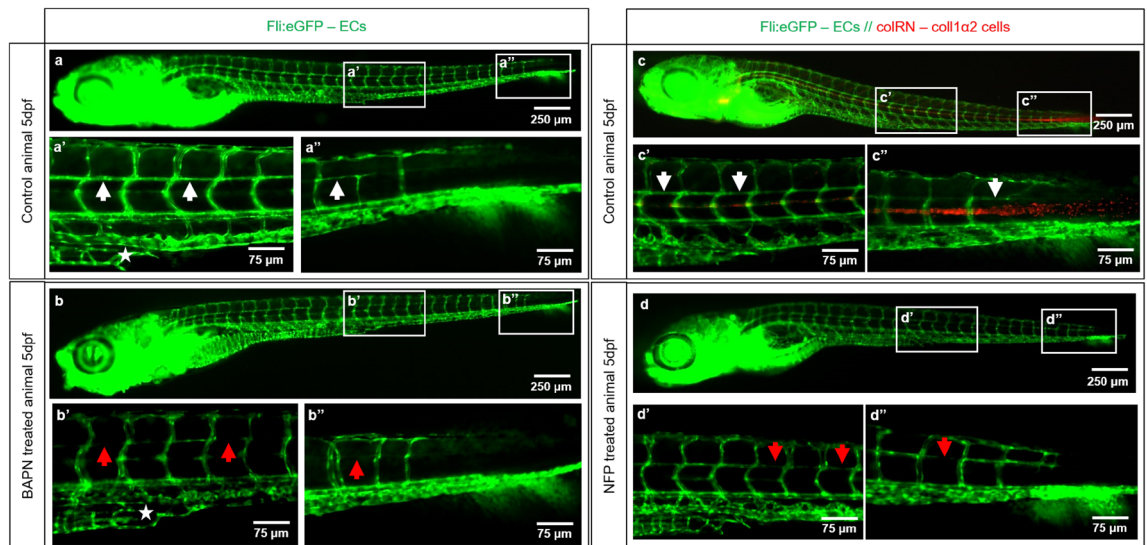 Fli:eGFP – ECs
Fli:eGFP – ECs // colRN – coll1α2 cells
Control animal 5dpf
a
a'
a''
250 µm
a'
75 µm
a''
75 µm
BAPN treated animal 5dpf
b
b'
b''
250 µm
b'
75 µm
b''
75 µm
Control animal 5dpf
c
c'
c''
250 µm
c'
75 µm
c''
75 µm
NFP treated animal 5dpf
d
d'
d''
250 µm
d'
75 µm
d''
75 µm